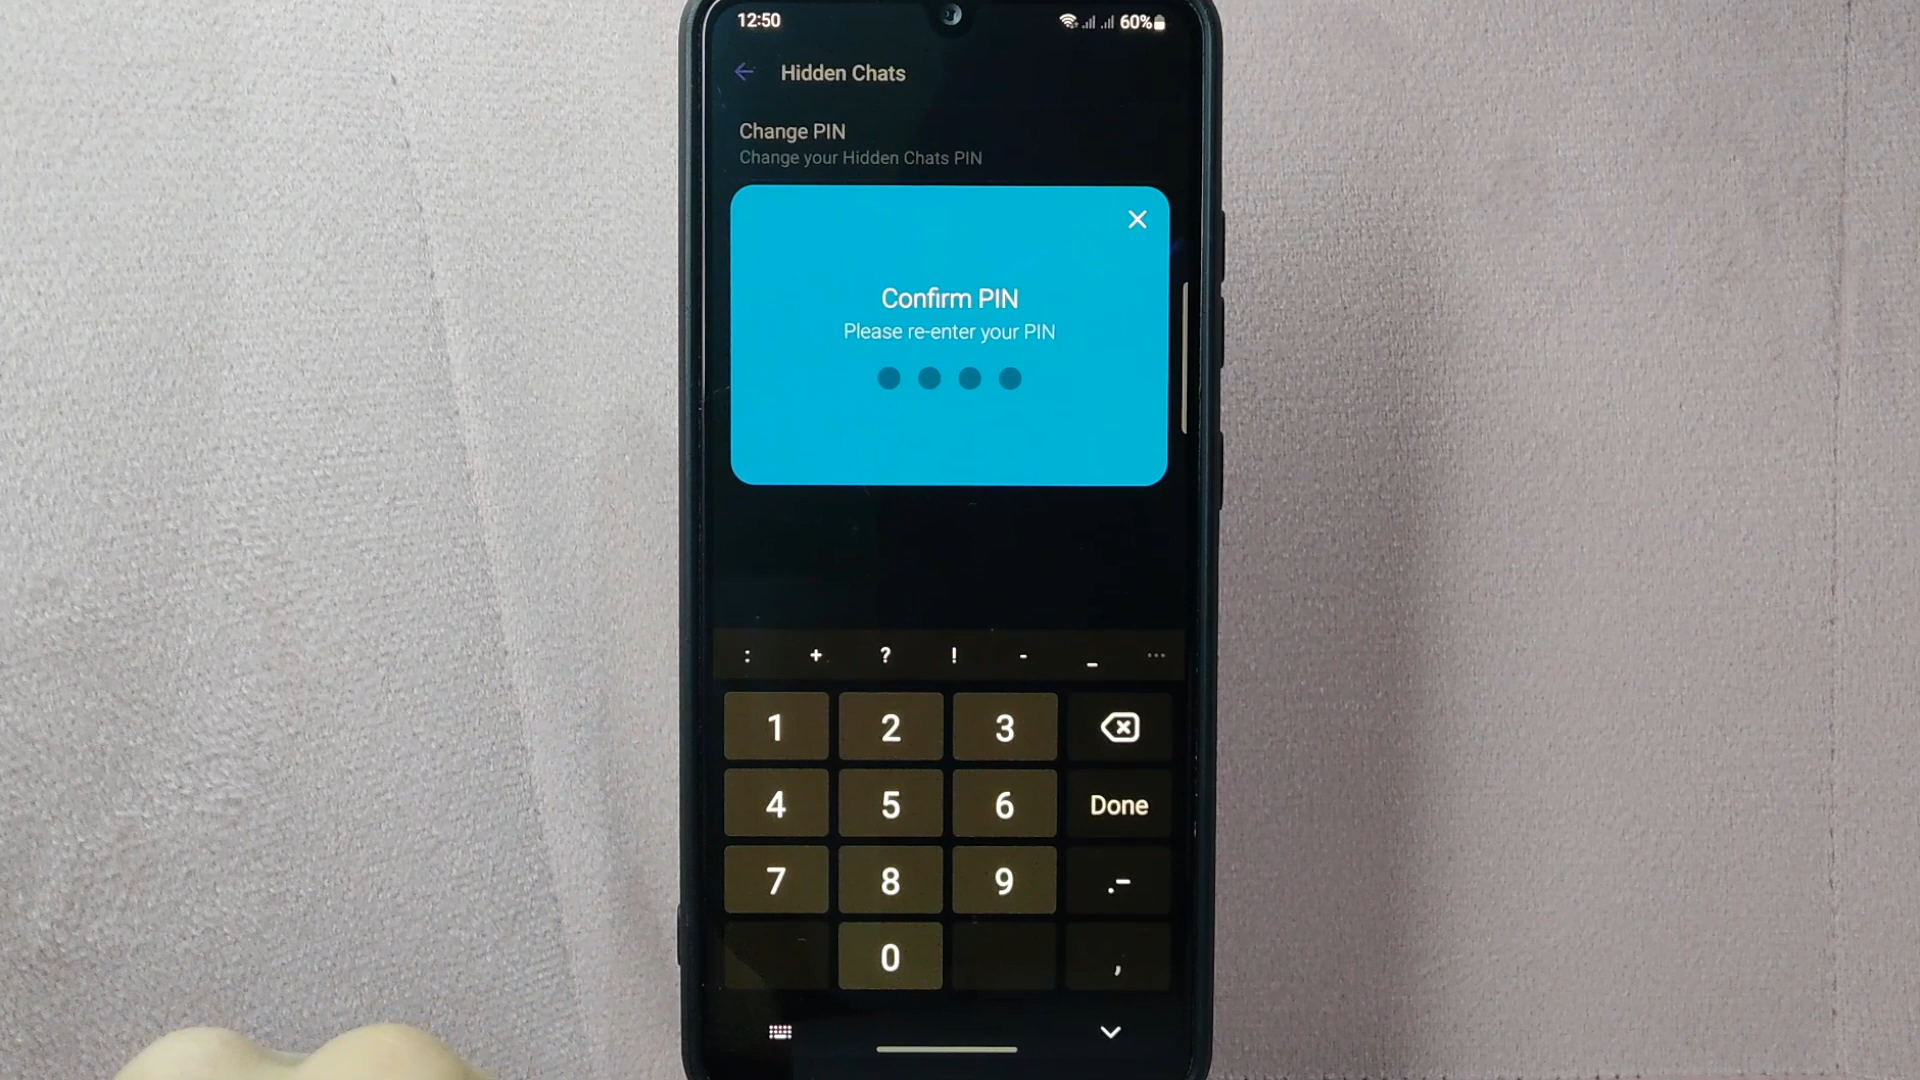 12:50
60%
Hidden Chats
Change PIN
Change your Hidden Chats PIN
Confirm PIN
Please re-enter your PIN
: + ? ! - _ ...
1 2 3
4 5 6 Done
7 8 9 .-
0 ,